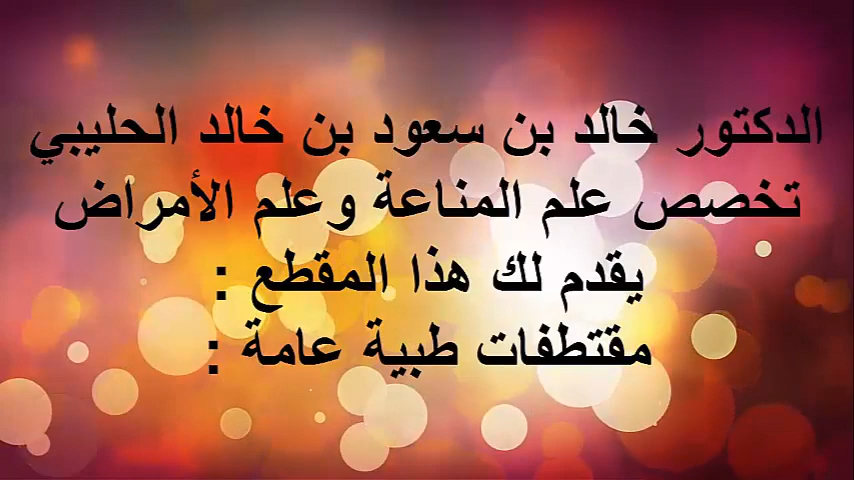 الدكتور خالد بن سعود بن خالد الحليبي
تخصص علم المناعة وعلم الأمراض
يقدم لك هذا المقطع :
مقتطفات طبية عامة :